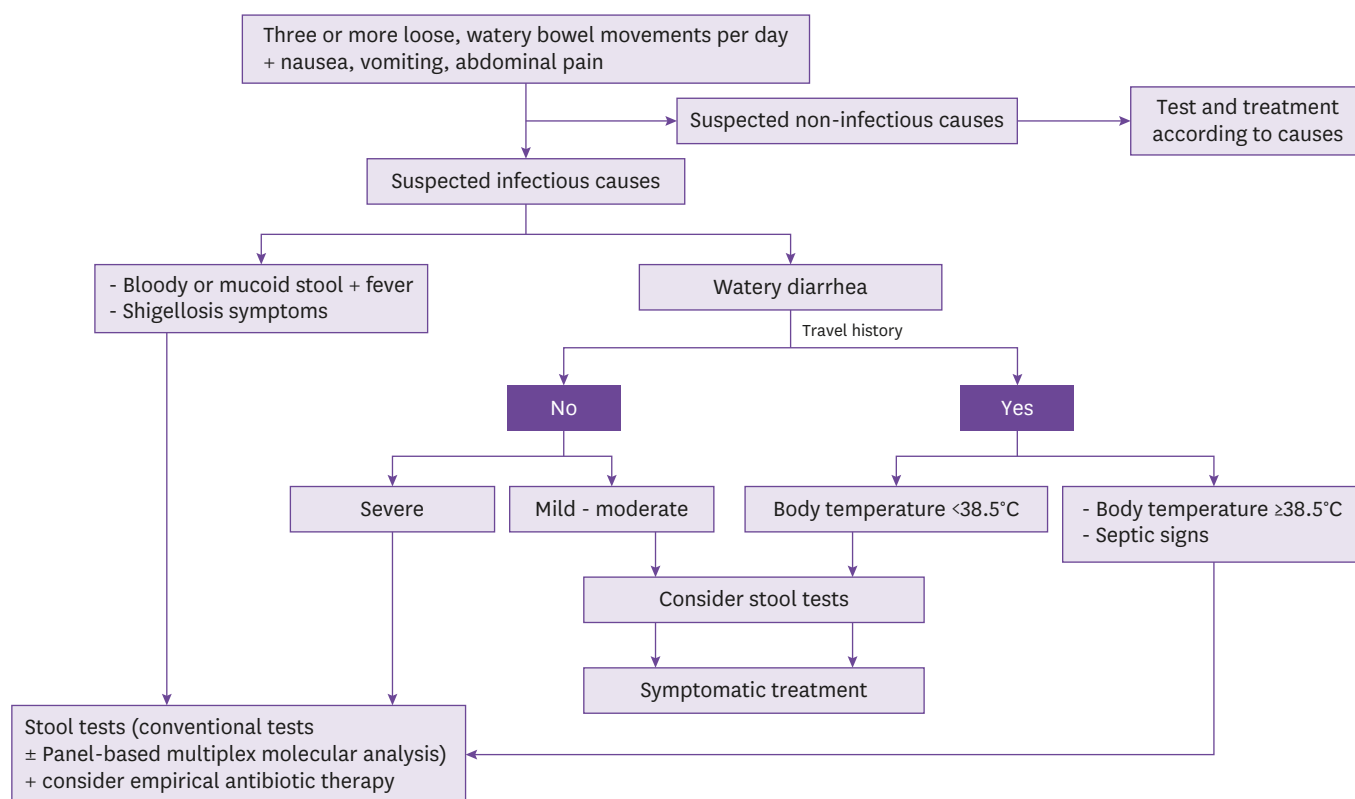 Three or more loose, watery bowel movements per day
+ nausea, vomiting, abdominal pain
Suspected non-infectious causes
Test and treatment
according to causes
Suspected infectious causes
- Bloody or mucoid stool + fever
- Shigellosis symptoms
Watery diarrhea
Travel history
No
Yes
Severe
Mild - moderate
Body temperature <38.5°C
- Body temperature ≥38.5°C
- Septic signs
Consider stool tests
Symptomatic treatment
Stool tests (conventional tests
± Panel-based multiplex molecular analysis)
+ consider empirical antibiotic therapy